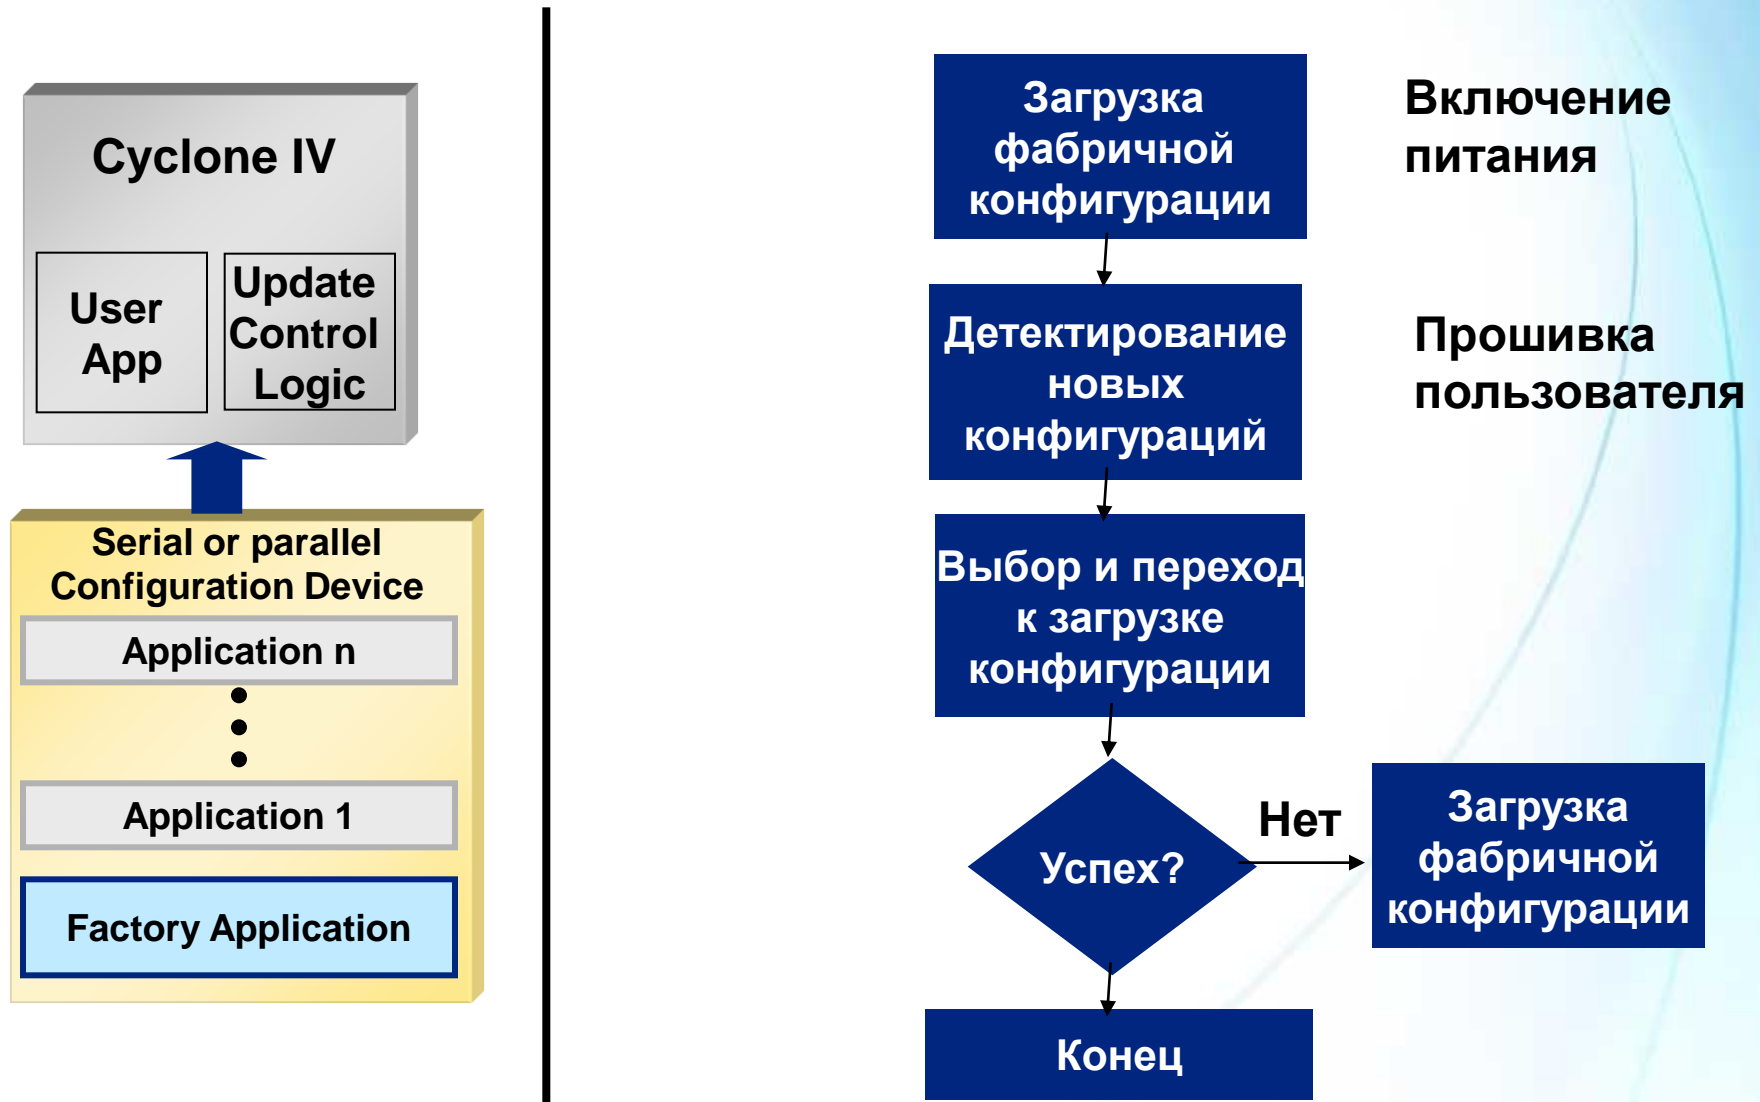 Cyclone IV
User
App
Update
Control
Logic
Serial or parallel
Configuration Device
Application n
Application 1
Factory Application
Загрузка
фабричной
конфигурации
Включение
питания
Детектирование
новых
конфигураций
Прошивка
пользователя
Выбор и переход
к загрузке
конфигурации
Успех?
Нет
Загрузка
фабричной
конфигурации
Конец